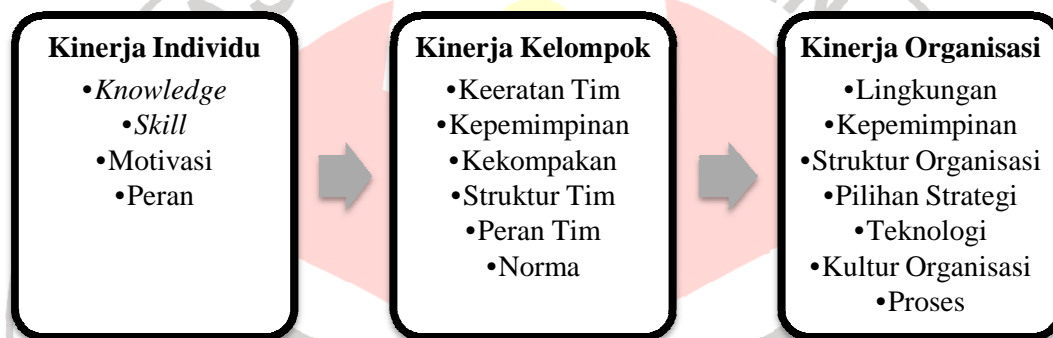 Kinerja Individu
•Knowledge
•Skill
•Motivasi
•Peran
Kinerja Kelompok
•Keeratan Tim
•Kepemimpinan
•Kekompakan
•Struktur Tim
•Peran Tim
•Norma
Kinerja Organisasi
•Lingkungan
•Kepemimpinan
•Struktur Organisasi
•Pilihan Strategi
•Teknologi
•Kultur Organisasi
•Proses